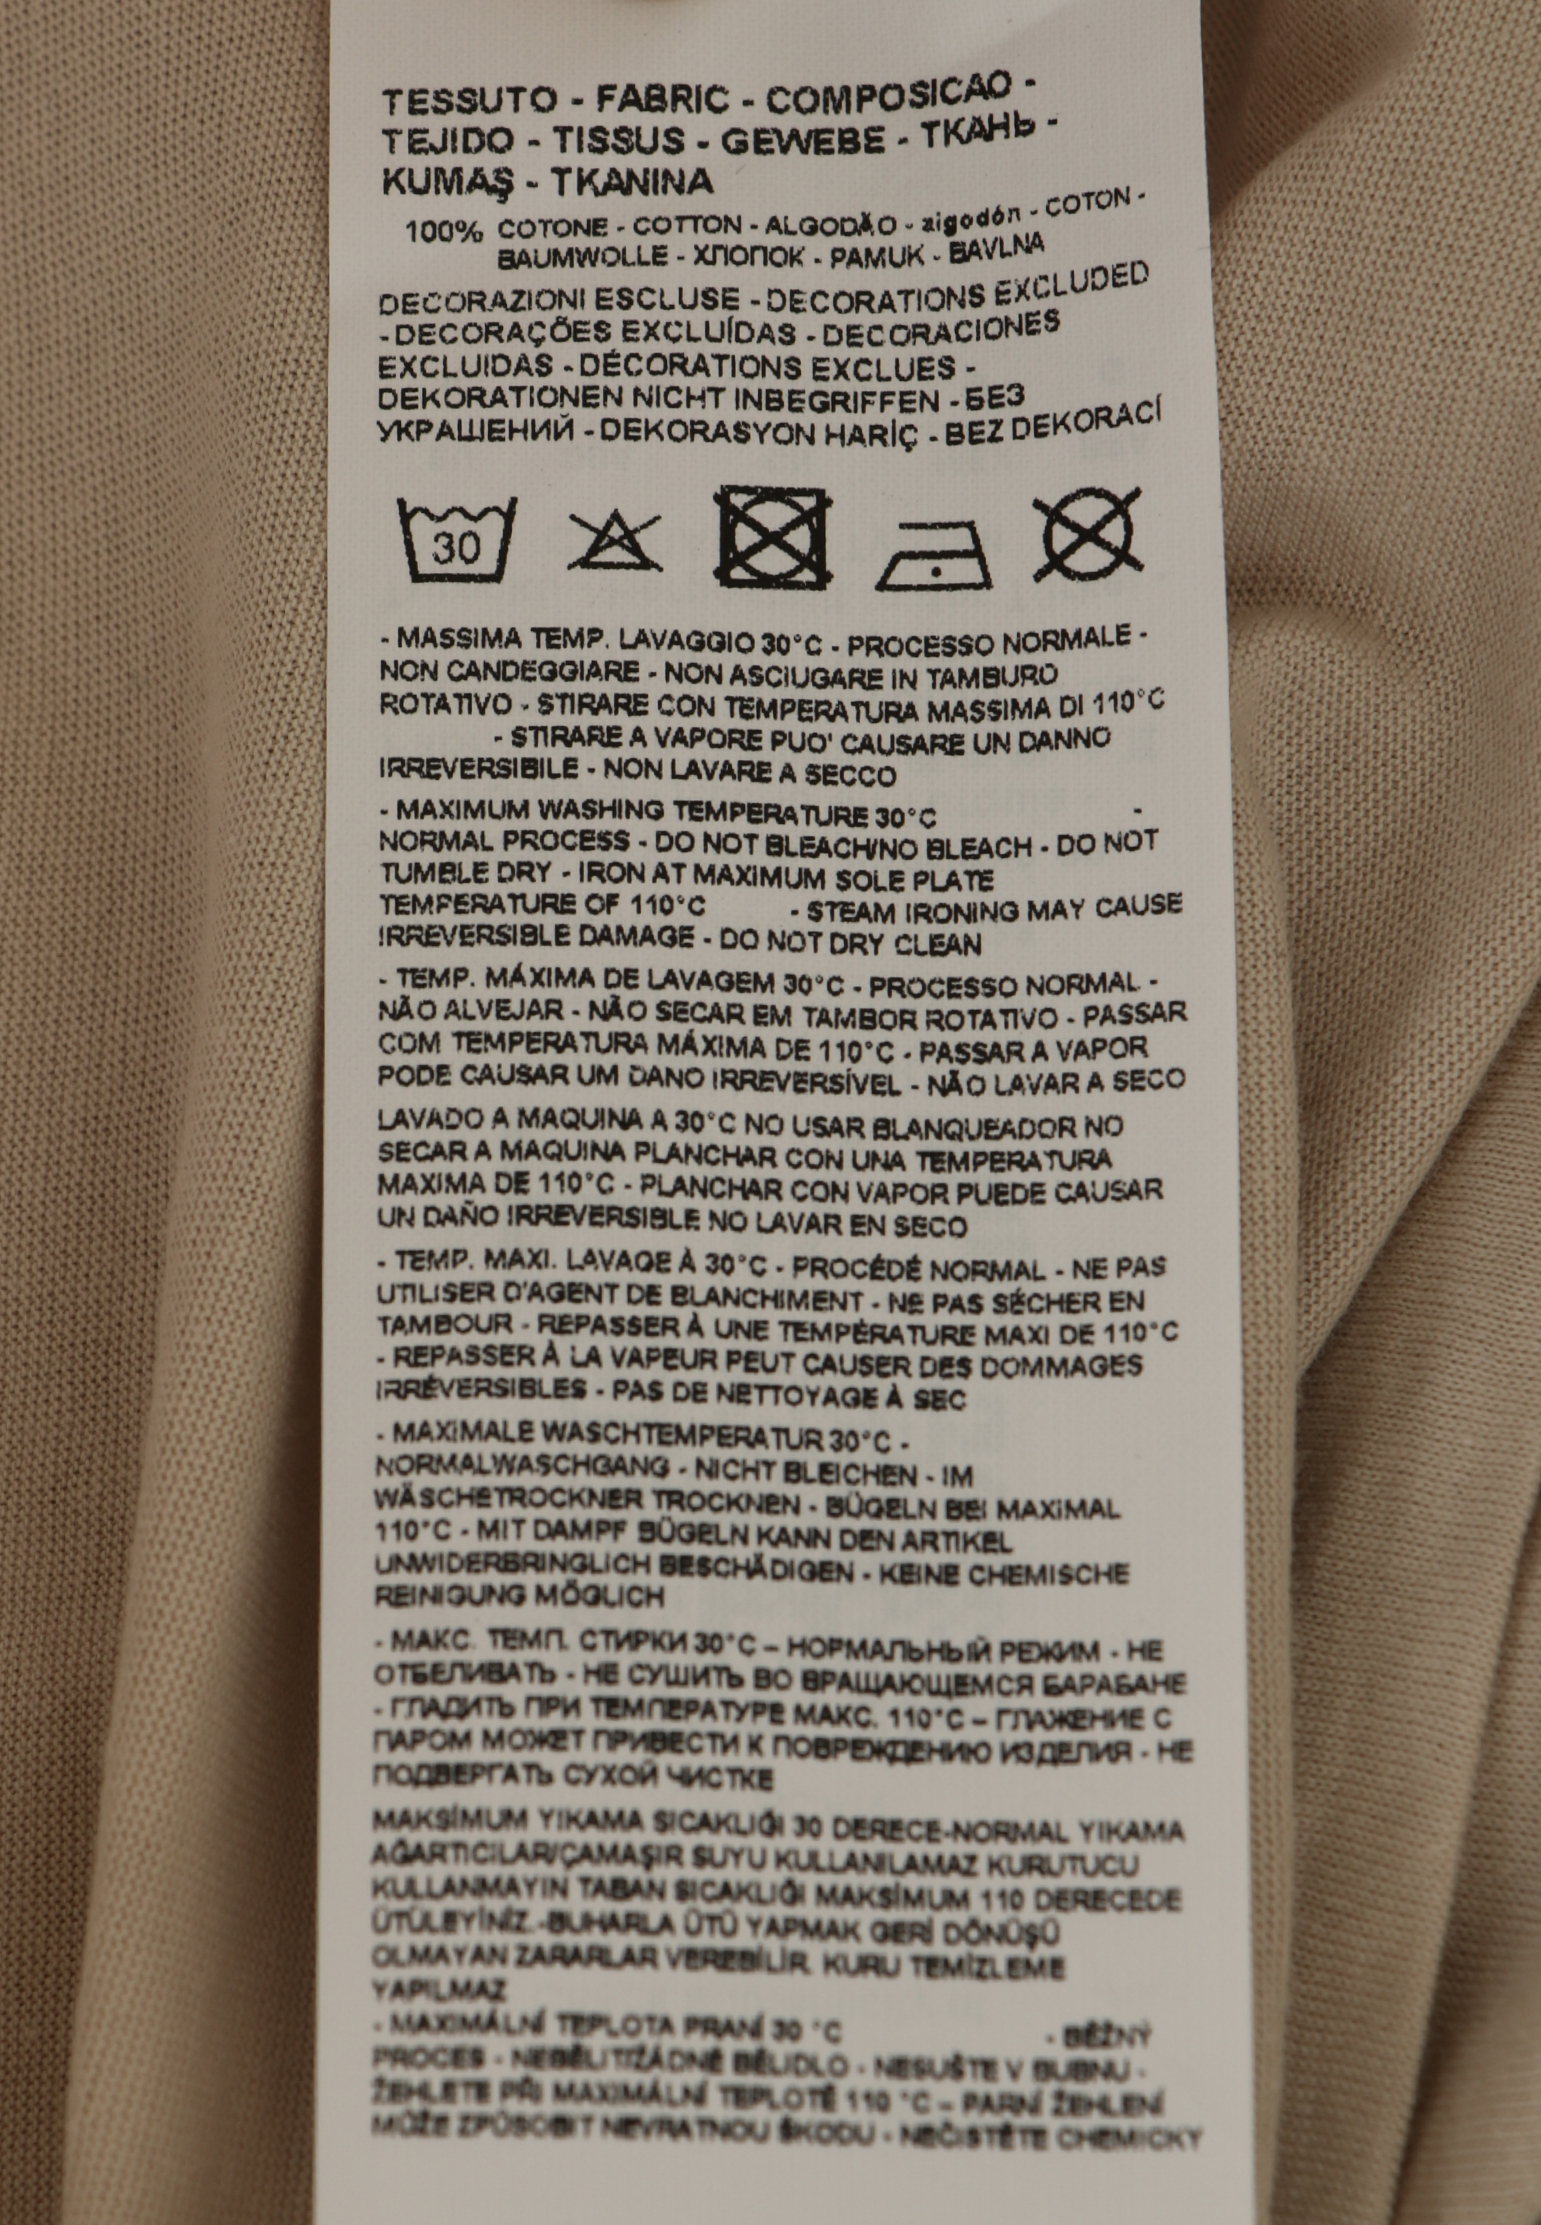 TESSUTO - FABRIC - COMPOSICAO -
TEJIDO - TISSUS - GEWEBE - ТКАНЬ -
KUMAŞ - TKANINA
100% COTONE - COTTON - ALGODÃO - algodón - COTON -
BAUMWOLLE - ХЛОПОК - PAMUK - BAVLNA
DECORAZIONI ESCLUSE - DECORATIONS EXCLUDED
- DECORAÇÕES EXCLUÍDAS - DECORACIONES
EXCLUIDAS - DÉCORATIONS EXCLUES -
DEKORATIONEN NICHT INBEGRIFFEN - БЕЗ
УКРАШЕНИЙ - DEKORASYON HARİÇ - BEZ DEKORACÍ
30
- MASSIMA TEMP. LAVAGGIO 30°C - PROCESSO NORMALE -
NON CANDEGGIARE - NON ASCIUGARE IN TAMBURO
ROTATIVO - STIRARE CON TEMPERATURA MASSIMA DI 110°C
- STIRARE A VAPORE PUO' CAUSARE UN DANNO
IRREVERSIBILE - NON LAVARE A SECCO
- MAXIMUM WASHING TEMPERATURE 30°C -
NORMAL PROCESS - DO NOT BLEACH/NO BLEACH - DO NOT
TUMBLE DRY - IRON AT MAXIMUM SOLE PLATE
TEMPERATURE OF 110°C - STEAM IRONING MAY CAUSE
IRREVERSIBLE DAMAGE - DO NOT DRY CLEAN
- TEMP. MÁXIMA DE LAVAGEM 30°C - PROCESSO NORMAL -
NÃO ALVEJAR - NÃO SECAR EM TAMBOR ROTATIVO - PASSAR
COM TEMPERATURA MÁXIMA DE 110°C - PASSAR A VAPOR
PODE CAUSAR UM DANO IRREVERSÍVEL - NÃO LAVAR A SECO
LAVADO A MAQUINA A 30°C NO USAR BLANQUEADOR NO
SECAR A MAQUINA PLANCHAR CON UNA TEMPERATURA
MAXIMA DE 110°C - PLANCHAR CON VAPOR PUEDE CAUSAR
UN DAÑO IRREVERSIBLE NO LAVAR EN SECO
- TEMP. MAXI. LAVAGE À 30°C - PROCÉDÉ NORMAL - NE PAS
UTILISER D'AGENT DE BLANCHIMENT - NE PAS SÉCHER EN
TAMBOUR - REPASSER À UNE TEMPÉRATURE MAXI DE 110°C
- REPASSER À LA VAPEUR PEUT CAUSER DES DOMMAGES
IRRÉVERSIBLES - PAS DE NETTOYAGE À SEC
- MAXIMALE WASCHTEMPERATUR 30°C -
NORMALWASCHGANG - NICHT BLEICHEN - IM
WÄSCHETROCKNER TROCKNEN - BÜGELN BEI MAXIMAL
110°C - MIT DAMPF BÜGELN KANN DEN ARTIKEL
UNWIDERBRINGLICH BESCHÄDIGEN - KEINE CHEMISCHE
REINIGUNG MÖGLICH
- МАКС. ТЕМП. СТИРКИ 30°C – НОРМАЛЬНЫЙ РЕЖИМ - НЕ
ОТБЕЛИВАТЬ - НЕ СУШИТЬ ВО ВРАЩАЮЩЕМСЯ БАРАБАНЕ
- ГЛАДИТЬ ПРИ ТЕМПЕРАТУРЕ МАКС. 110°C – ГЛАЖЕНИЕ С
ПАРОМ МОЖЕТ ПРИВЕСТИ К ПОВРЕЖДЕНИЮ ИЗДЕЛИЯ - НЕ
ПОДВЕРГАТЬ СУХОЙ ЧИСТКЕ
MAKSİMUM YIKAMA SICAKLIĞI 30 DERECE-NORMAL YIKAMA
AĞARTICILAR/ÇAMAŞIR SUYU KULLANILAMAZ KURUTUCU
KULLANMAYIN TABAN SICAKLIĞI MAKSİMUM 110 DERECEDE
ÜTÜLEYİNİZ.-BUHARLA ÜTÜ YAPMAK GERİ DÖNÜŞÜ
OLMAYAN ZARARLAR VEREBİLİR. KURU TEMİZLEME
YAPILMAZ
- MAXIMÁLNÍ TEPLOTA PRANÍ 30 °C - BĚŽNÝ
PROCES - NEBĚLIT/ŽÁDNÉ BĚLIDLO - NESUŠTE V BUBNU -
ŽEHLETE PŘI MAXIMÁLNÍ TEPLOTĚ 110 °C – PARNÍ ŽEHLENÍ
MŮŽE ZPŮSOBIT NEVRATNOU ŠKODU - NEČISTĚTE CHEMICKY